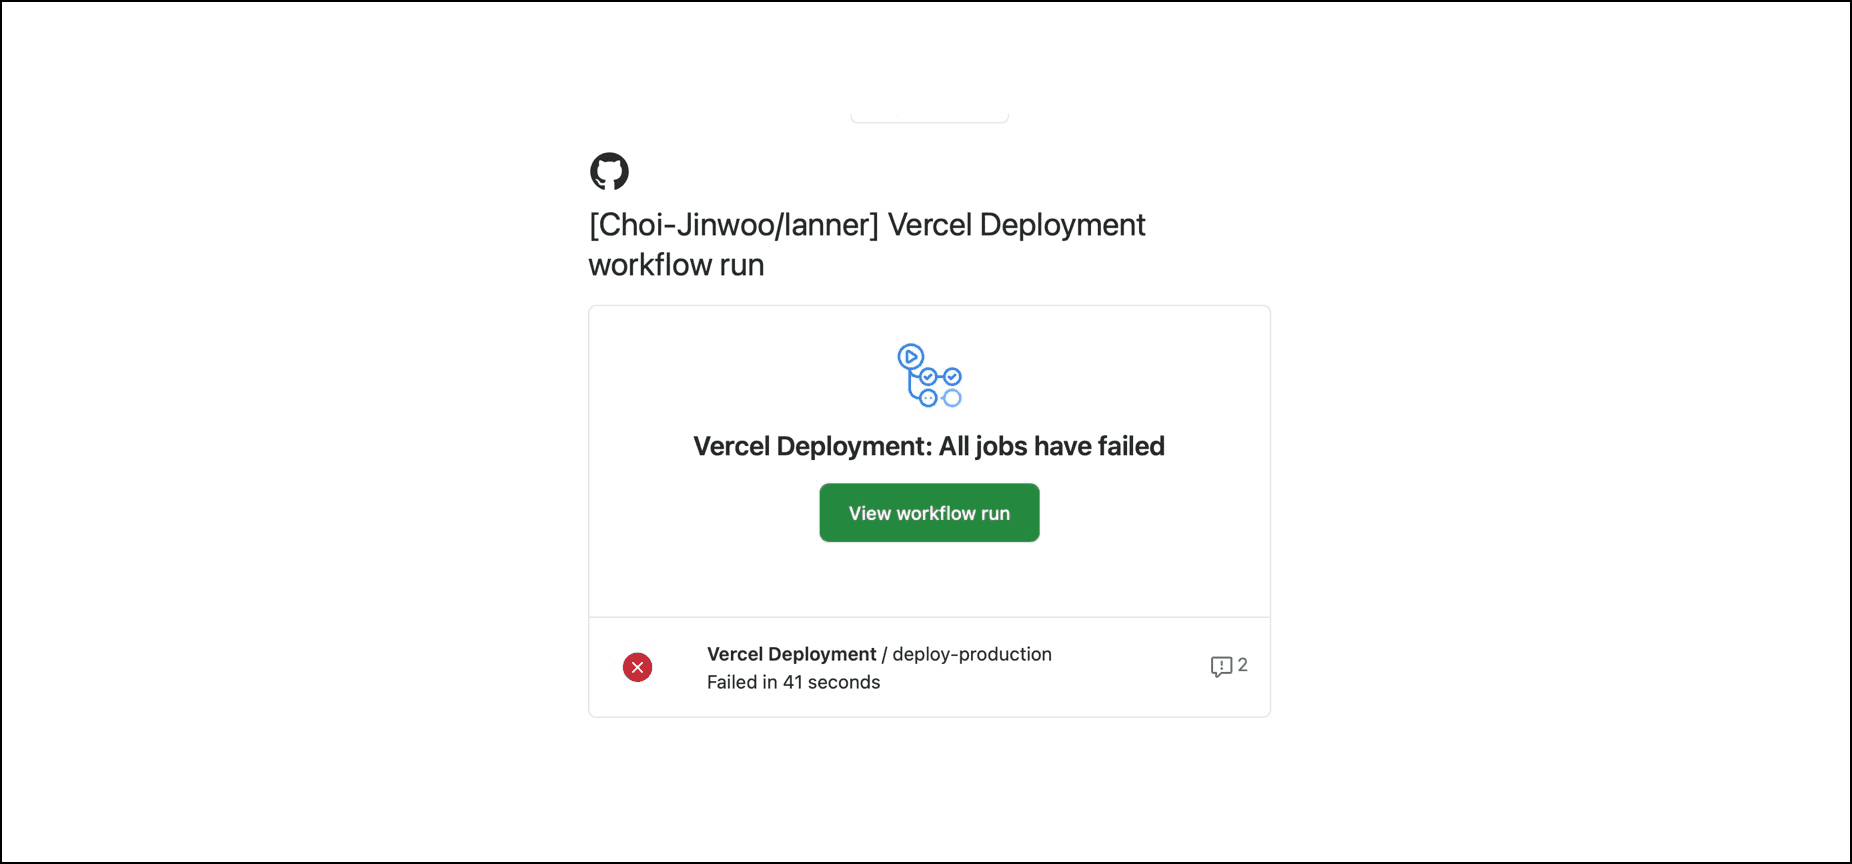 [Choi-Jinwoo/lanner] Vercel Deployment
workflow run
Vercel Deployment: All jobs have failed
View workflow run
Vercel Deployment / deploy-production
Failed in 41 seconds
2